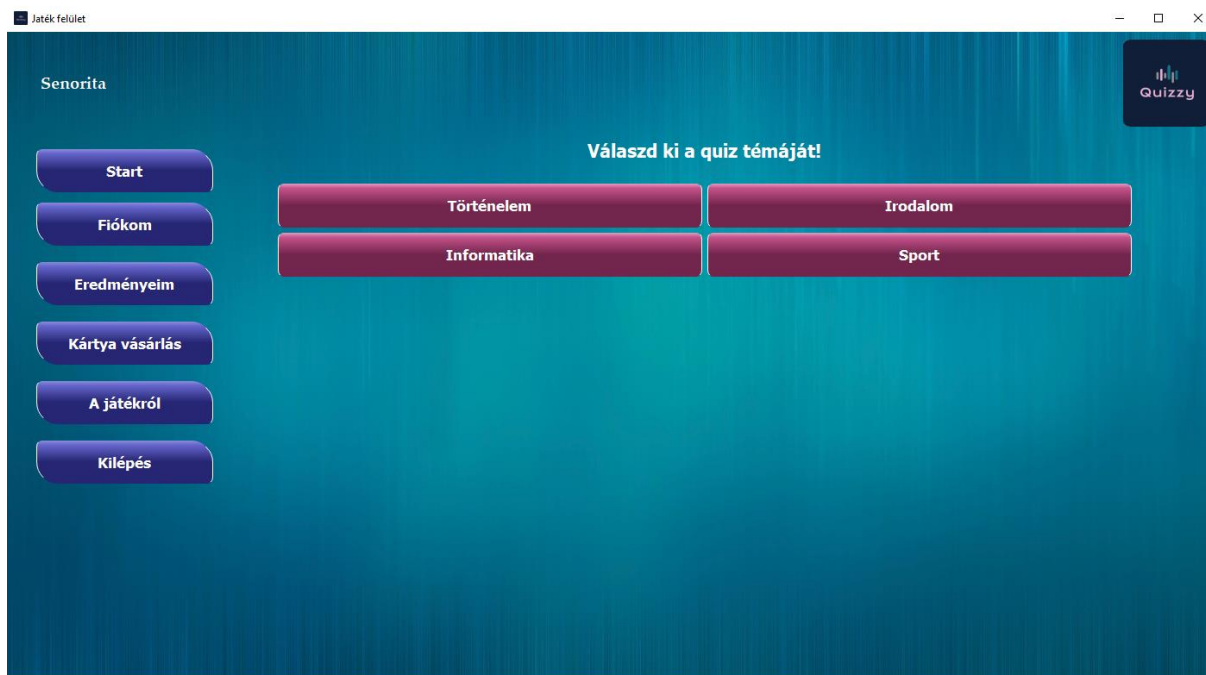 Jaték felület
Senorita
Quizzy
Válaszd ki a quiz témáját!
Start
Fiókom
Eredményeim
Kártya vásárlás
A játékról
Kilépés
Történelem
Irodalom
Informatika
Sport